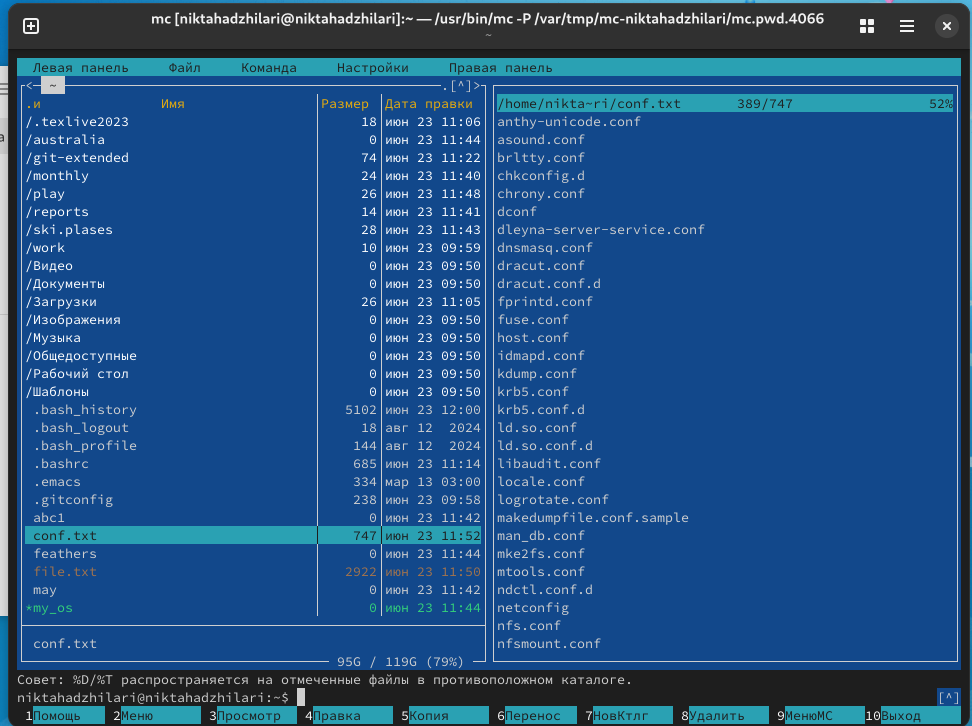 mc [niktahadzhilari@niktahadzhilari]:~ — /usr/bin/mc -P /var/tmp/mc-niktahadzhilari/mc.pwd.4066
~
Левая панель Файл Команда Настройки Правая панель
<- ~ .[^]>
.и Имя Размер Дата правки
/.texlive2023 18 июн 23 11:06
/australia 0 июн 23 11:44
/git-extended 74 июн 23 11:22
/monthly 24 июн 23 11:40
/play 26 июн 23 11:48
/reports 14 июн 23 11:41
/ski.plases 28 июн 23 11:43
/work 10 июн 23 09:59
/Видео 0 июн 23 09:50
/Документы 0 июн 23 09:50
/Загрузки 26 июн 23 11:05
/Изображения 0 июн 23 09:50
/Музыка 0 июн 23 09:50
/Общедоступные 0 июн 23 09:50
/Рабочий стол 0 июн 23 09:50
/Шаблоны 0 июн 23 09:50
.bash_history 5102 июн 23 12:00
.bash_logout 18 авг 12 2024
.bash_profile 144 авг 12 2024
.bashrc 685 июн 23 11:14
.emacs 334 мар 13 03:00
.gitconfig 238 июн 23 09:58
abc1 0 июн 23 11:42
conf.txt 747 июн 23 11:52
feathers 0 июн 23 11:44
file.txt 2922 июн 23 11:50
may 0 июн 23 11:42
*my_os 0 июн 23 11:44
conf.txt
95G / 119G (79%)
/home/nikta~ri/conf.txt 389/747 52%
anthy-unicode.conf
asound.conf
brltty.conf
chkconfig.d
chrony.conf
dconf
dleyna-server-service.conf
dnsmasq.conf
dracut.conf
dracut.conf.d
fprintd.conf
fuse.conf
host.conf
idmapd.conf
kdump.conf
krb5.conf
krb5.conf.d
ld.so.conf
ld.so.conf.d
libaudit.conf
locale.conf
logrotate.conf
makedumpfile.conf.sample
man_db.conf
mke2fs.conf
mtools.conf
ndctl.conf.d
netconfig
nfs.conf
nfsmount.conf
Совет: %D/%T распространяется на отмеченные файлы в противоположном каталоге.
niktahadzhilari@niktahadzhilari:~$ [^]
1Помощь 2Меню 3Просмотр 4Правка 5Копия 6Перенос 7НовКтлг 8Удалить 9МенюMC 10Выход